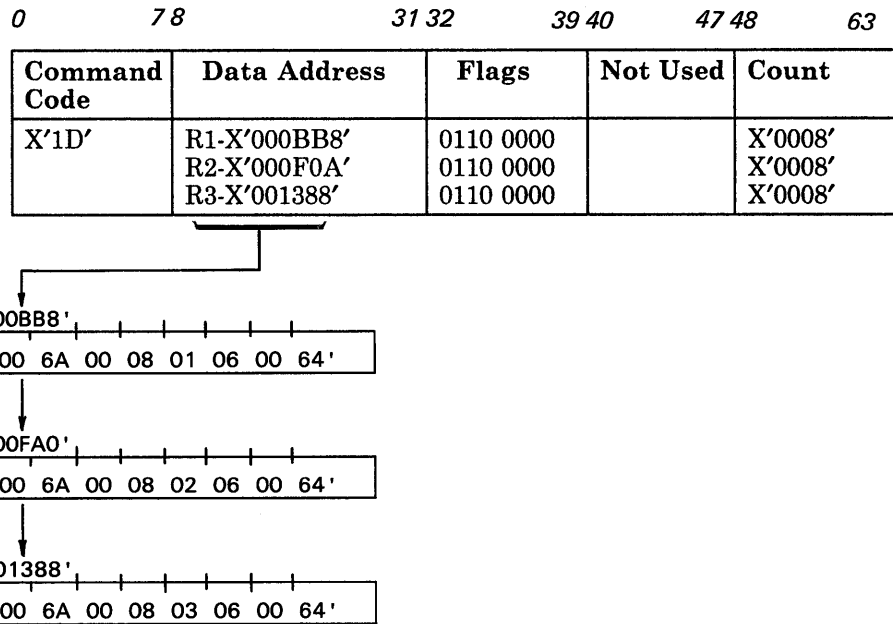 0 7 8 31 32 39 40 47 48 63
Command Code Data Address Flags Not Used Count
X'1D' R1-X'000BB8' 0110 0000 X'0008'
R2-X'000F0A' 0110 0000 X'0008'
R3-X'001388' 0110 0000 X'0008'
00BB8'
00 6A 00 08 01 06 00 64'
00FA0'
00 6A 00 08 02 06 00 64'
01388'
00 6A 00 08 03 06 00 64'